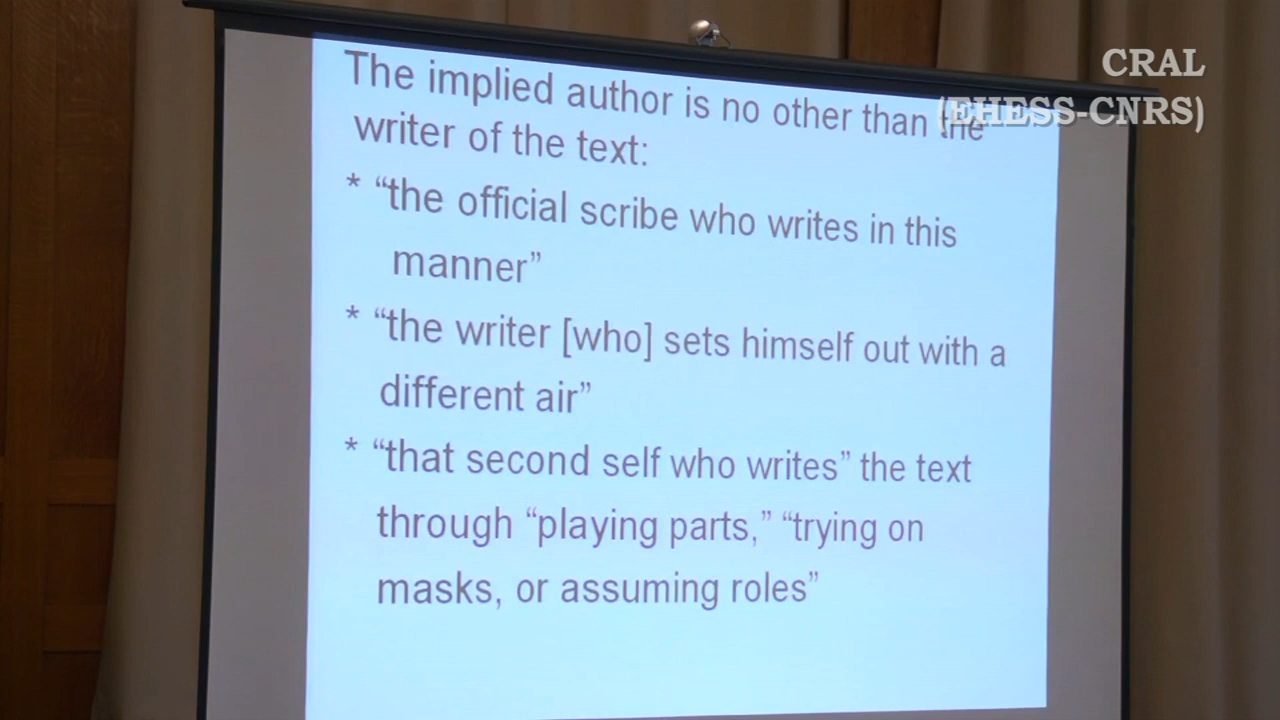 CRAL
(EHESS-CNRS)
The implied author is no other than the
writer of the text:
* “the official scribe who writes in this
manner”
* “the writer [who] sets himself out with a
different air”
* “that second self who writes” the text
through “playing parts,” “trying on
masks, or assuming roles”